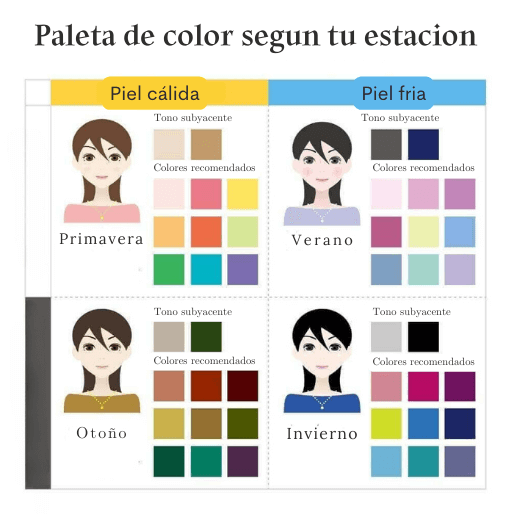 Paleta de color segun tu estacion
Piel cálida
Piel fria
Tono subyacente
Colores recomendados
Primavera
Tono subyacente
Colores recomendados
Verano
Tono subyacente
Colores recomendados
Otoño
Tono subyacente
Colores recomendados
Invierno